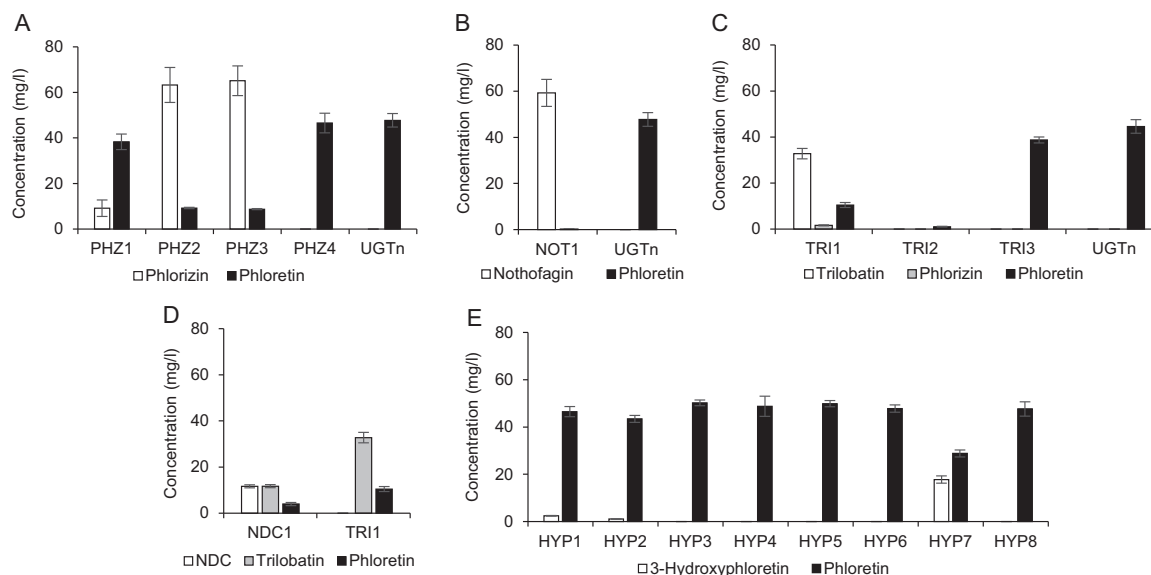 A
Concentration (mg/l)
80
60
40
20
0
PHZ1 PHZ2 PHZ3 PHZ4 UGTn
Phlorizin Phloretin
B
Concentration (mg/l)
80
60
40
20
0
NOT1 UGTn
Nothofagin Phloretin
C
Concentration (mg/l)
80
60
40
20
0
TRI1 TRI2 TRI3 UGTn
Trilobatin Phlorizin Phloretin
D
Concentration (mg/l)
80
60
40
20
0
NDC1 TRI1
NDC Trilobatin Phloretin
E
Concentration (mg/l)
80
60
40
20
0
HYP1 HYP2 HYP3 HYP4 HYP5 HYP6 HYP7 HYP8
3-Hydroxyphloretin Phloretin